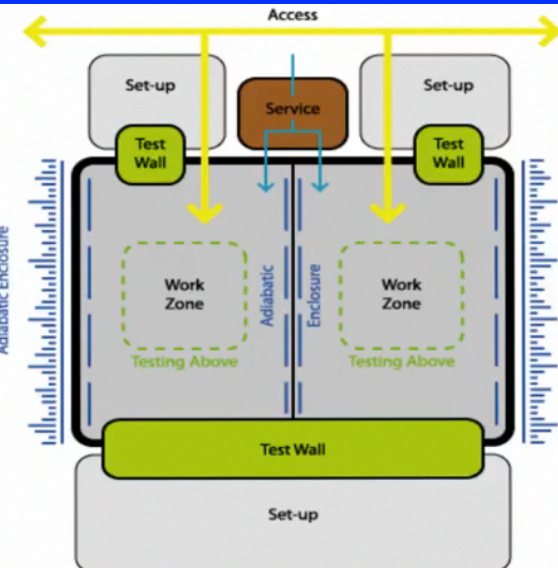 Access
Set-up
Service
Set-up
Test
Wall
Test
Wall
Adiabatic Enclosure
Work
Zone
Adiabatic
Enclosure
Work
Zone
Testing Above
Testing Above
Test Wall
Set-up